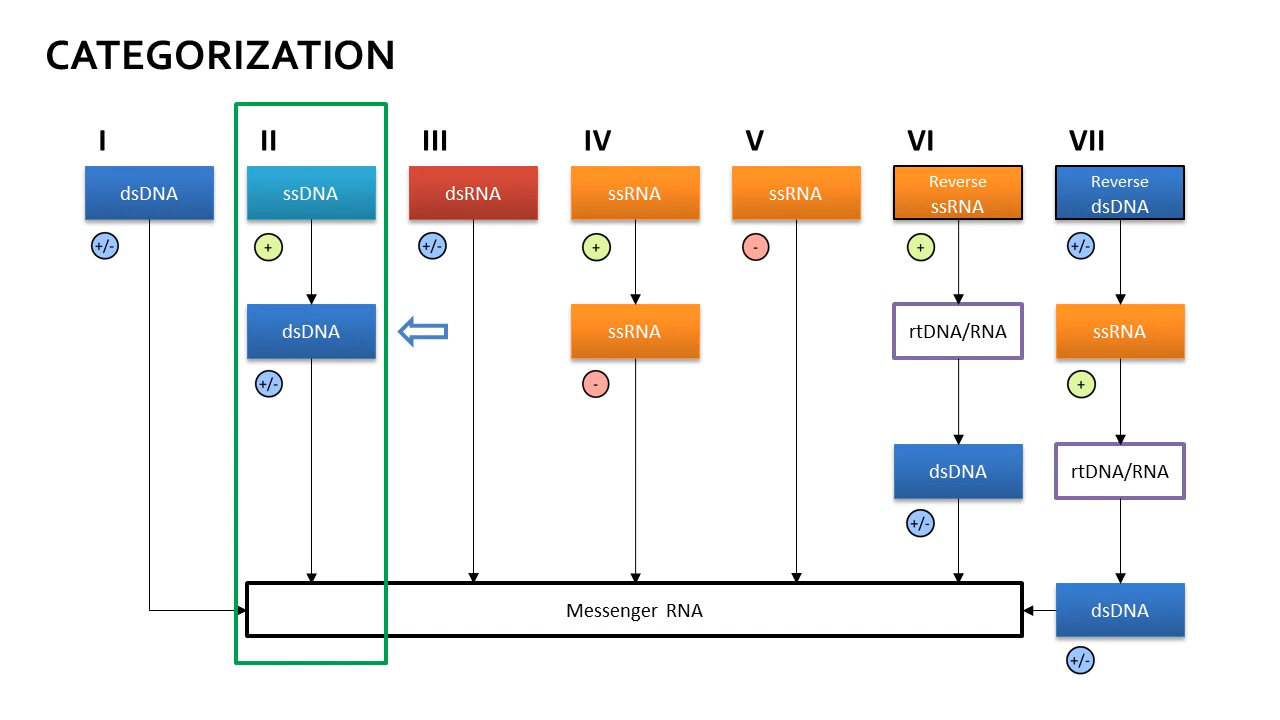 CATEGORIZATION
I II III IV V VI VII
dsDNA ssDNA dsRNA ssRNA ssRNA Reverse ssRNA Reverse dsDNA
+/- + +/- + - + +/-
dsDNA ssRNA rtDNA/RNA ssRNA
+/- - +
dsDNA rtDNA/RNA
+/-
Messenger RNA dsDNA
+/-